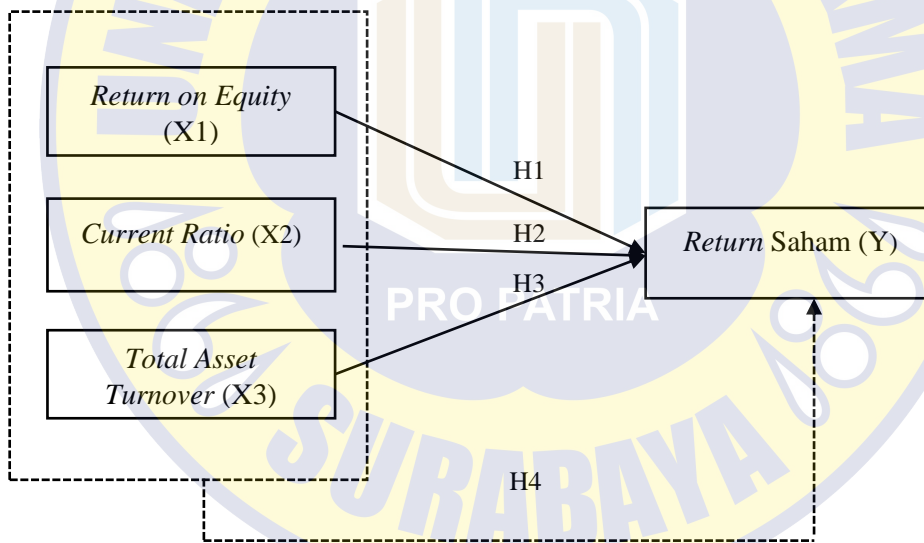 Return on Equity
(X1)
H1
Current Ratio (X2)
H2
Return Saham (Y)
H3
PRO PATRIA
Total Asset
Turnover (X3)
H4
SURABAYA